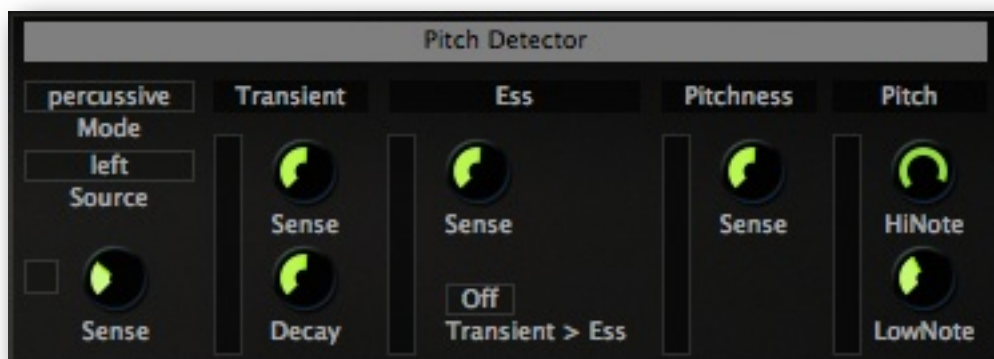 Pitch Detector
percussive
Mode
left
Source
Sense
Transient
Sense
Decay
Ess
Sense
Off
Transient > Ess
Pitchness
Sense
Pitch
HiNote
LowNote